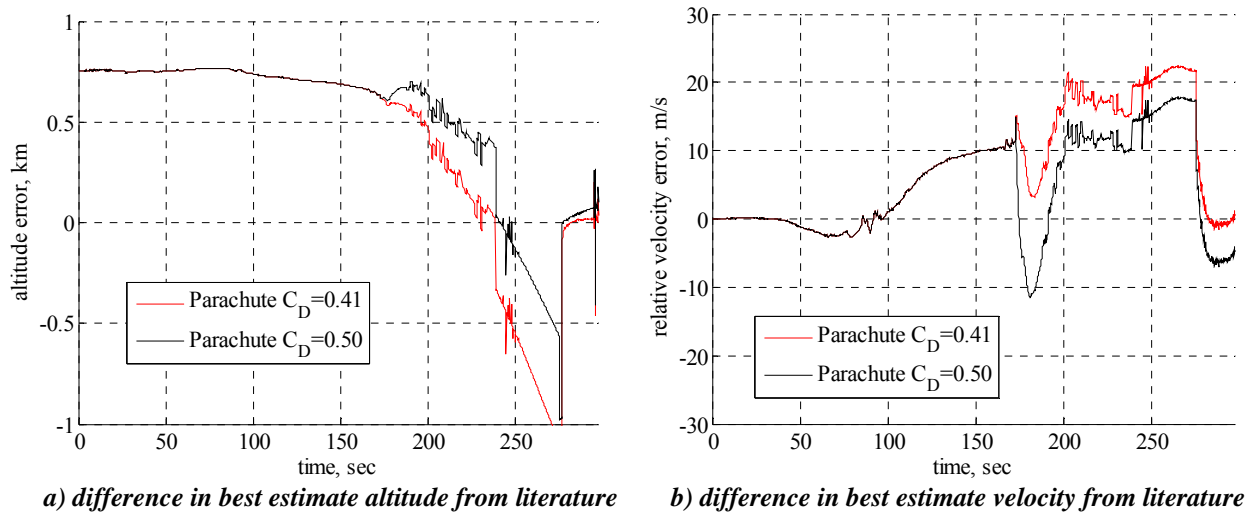 1
0.5
0
-0.5
-1
altitude error, km
Parachute C_D=0.41
Parachute C_D=0.50
0 50 100 150 200 250
time, sec
a) difference in best estimate altitude from literature
30
20
10
0
-10
-20
-30
relative velocity error, m/s
Parachute C_D=0.41
Parachute C_D=0.50
0 50 100 150 200 250
time, sec
b) difference in best estimate velocity from literature